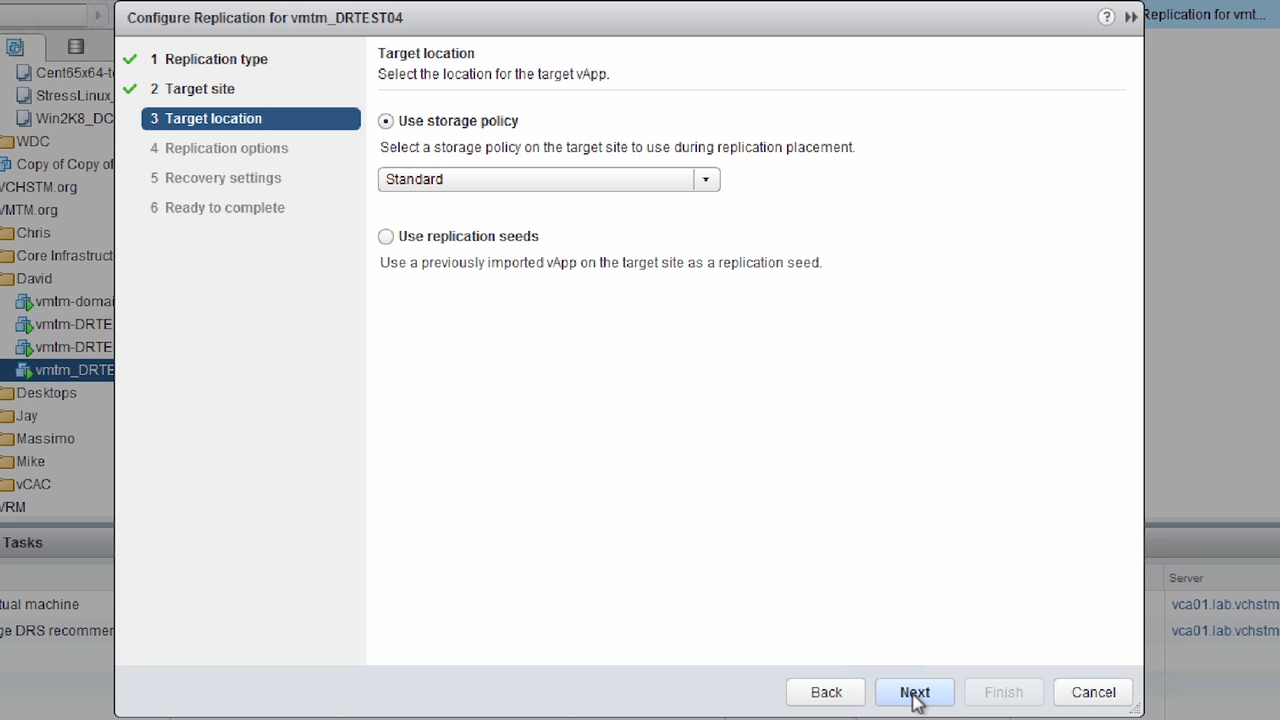 Configure Replication for vmtm_DRTEST04
?
Replication for vmt...
1 Replication type
2 Target site
3 Target location
4 Replication options
5 Recovery settings
6 Ready to complete
Target location
Select the location for the target vApp.
Use storage policy
Select a storage policy on the target site to use during replication placement.
Standard
Use replication seeds
Use a previously imported vApp on the target site as a replication seed.
Cent65x64-t
StressLinux_
Win2K8_DC
WDC
Copy of Copy of
VCHSTM.org
VMTM.org
Chris
Core Infrastruct
David
vmtm-domai
vmtm-DRTE
vmtm-DRTE
vmtm_DRTE
Desktops
Jay
Massimo
Mike
vCAC
VRM
Tasks
tual machine
ge DRS recommen
Server
vca01.lab.vchstm
vca01.lab.vchstm
Back
Next
Finish
Cancel